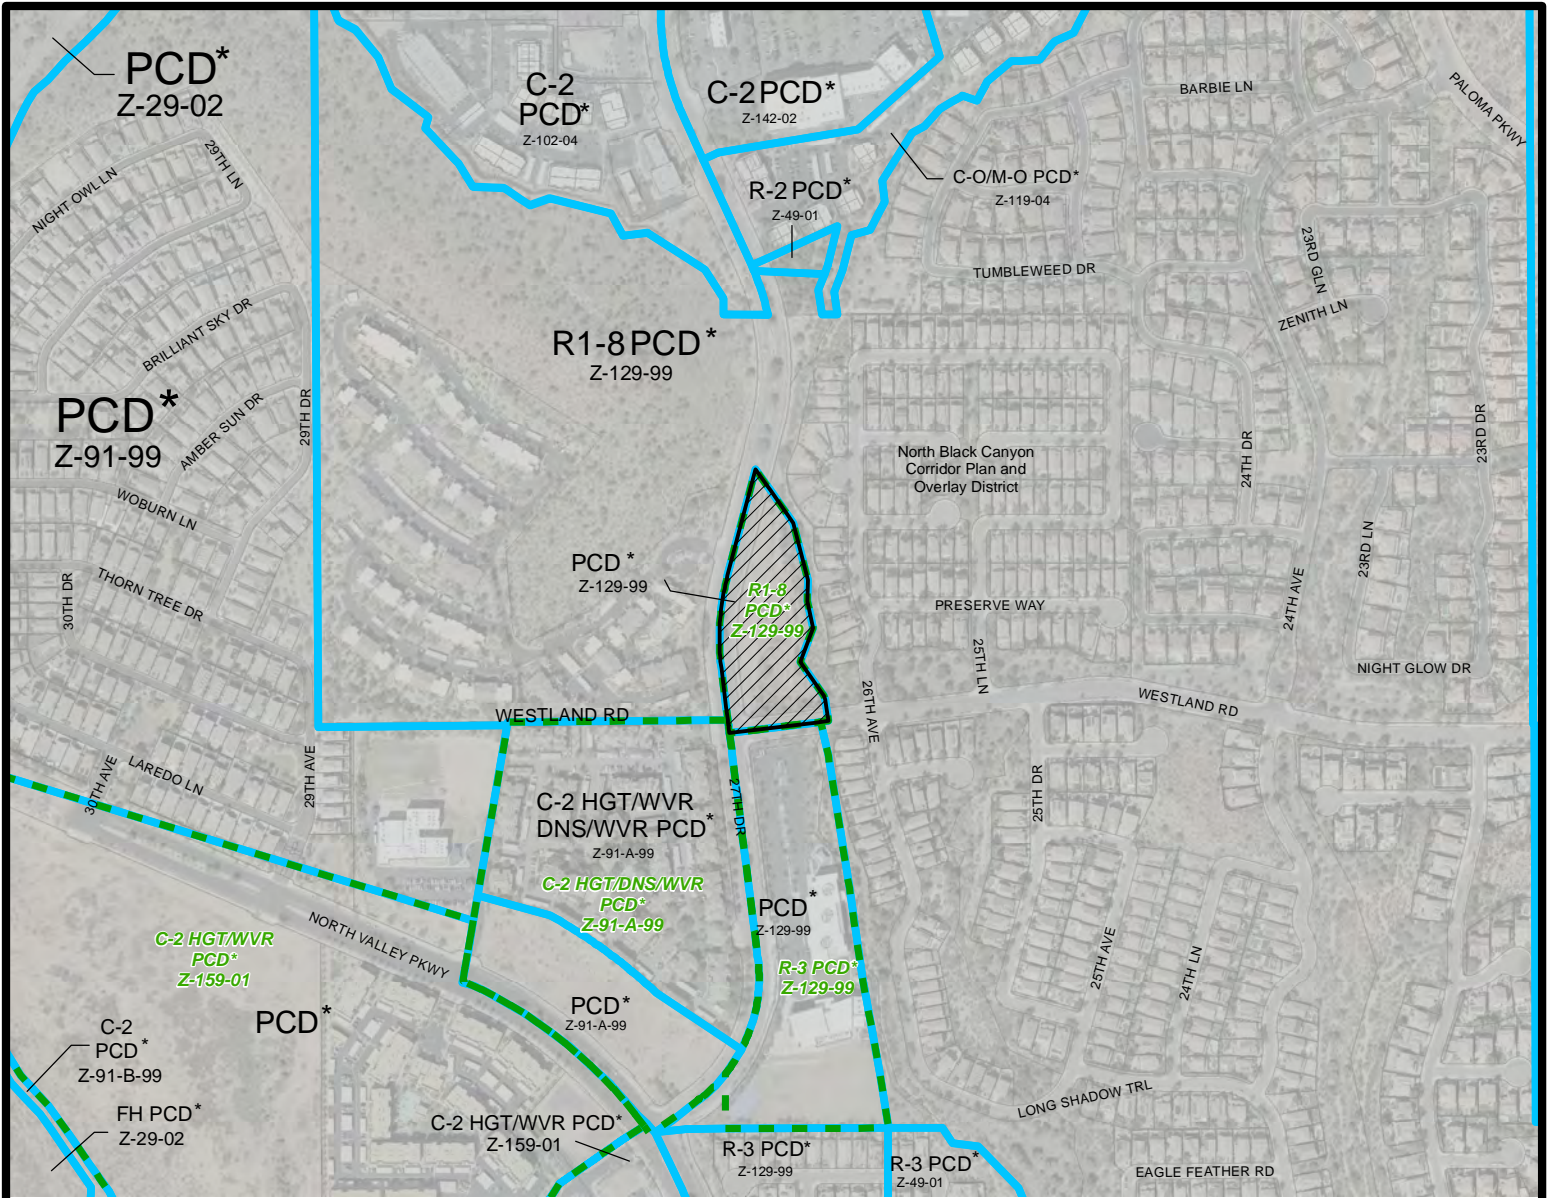 PCD*
Z-29-02
C-2
PCD*
Z-102-04
C-2 PCD*
Z-142-02
BARBIE LN
PALOMA PKWY
29TH LN
NIGHT OWL LN
R-2 PCD*
Z-49-01
C-O/M-O PCD*
Z-119-04
23RD GLN
TUMBLEWEED DR
ZENITH LN
BRILLIANT SKY DR
R1-8 PCD*
Z-129-99
PCD*
Z-91-99
AMBER SUN DR
29TH DR
North Black Canyon
Corridor Plan and
Overlay District
24TH DR
23RD DR
WOBURN LN
PCD*
Z-129-99
R1-8
PCD*
Z-129-99
23RD LN
THORN TREE DR
30TH DR
PRESERVE WAY
24TH AVE
25TH LN
NIGHT GLOW DR
26TH AVE
WESTLAND RD
WESTLAND RD
LAREDO LN
30TH AVE
29TH AVE
27TH DR
25TH DR
C-2 HGT/WVR
DNS/WVR PCD*
Z-91-A-99
C-2 HGT/DNS/WVR
PCD*
Z-91-A-99
PCD*
Z-129-99
NORTH VALLEY PKWY
C-2 HGT/WVR
PCD*
Z-159-01
R-3 PCD*
Z-129-99
25TH AVE
24TH LN
PCD*
Z-91-A-99
PCD*
C-2
PCD*
Z-91-B-99
FH PCD*
Z-29-02
C-2 HGT/WVR PCD*
Z-159-01
LONG SHADOW TRL
R-3 PCD*
Z-129-99
R-3 PCD*
Z-49-01
EAGLE FEATHER RD